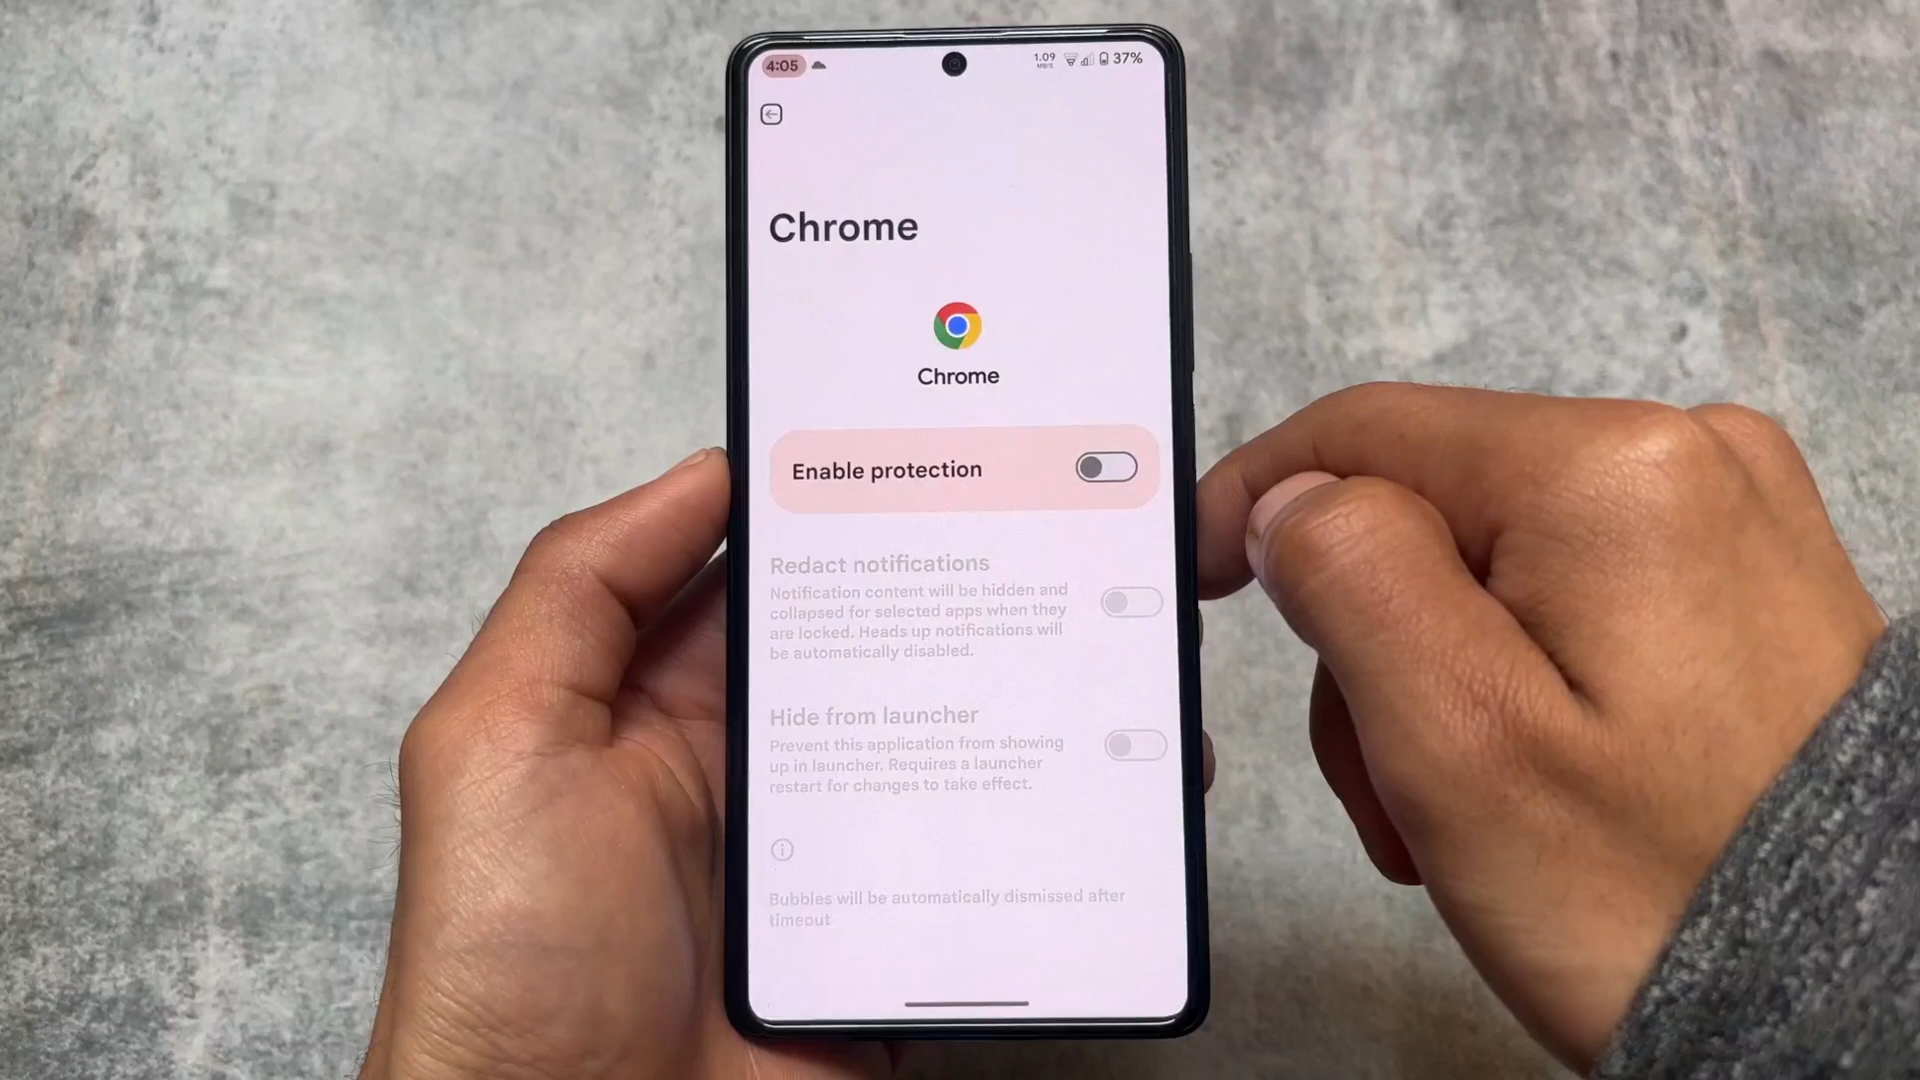 4:05 1.09 37%
MB/S
Chrome
Chrome
Enable protection
Redact notifications
Notification content will be hidden and
collapsed for selected apps when they
are locked. Heads up notifications will
be automatically disabled.
Hide from launcher
Prevent this application from showing
up in launcher. Requires a launcher
restart for changes to take effect.
Bubbles will be automatically dismissed after
timeout